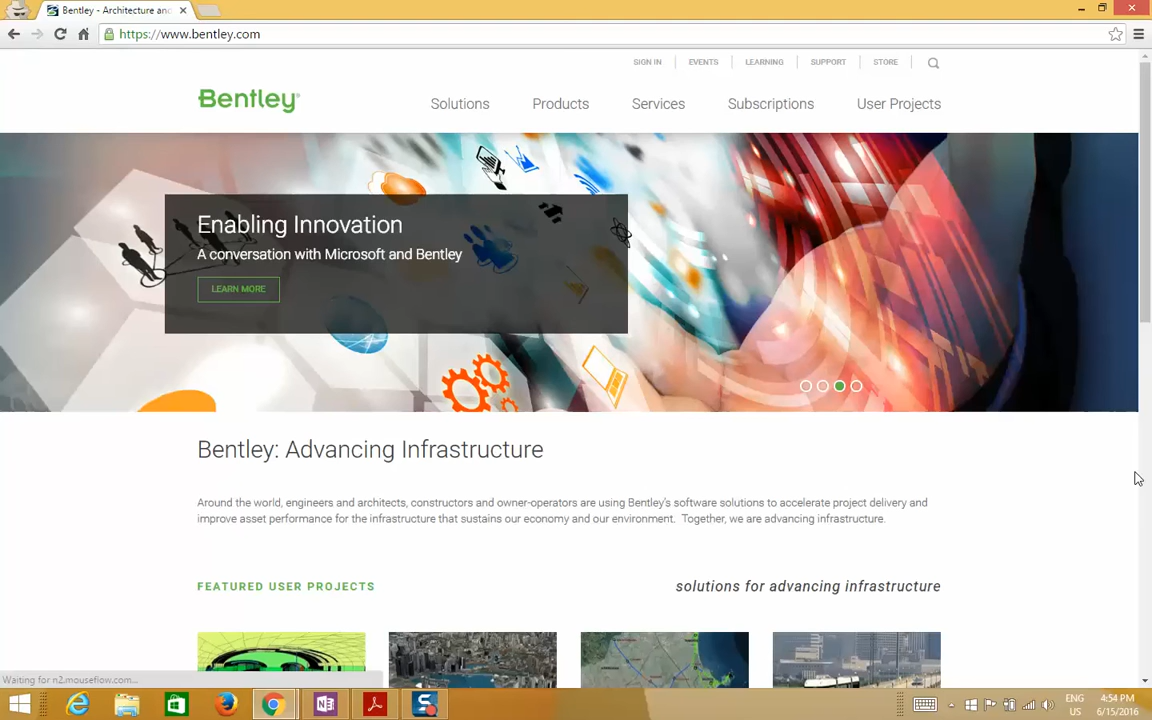 Bentley - Architecture and
https://www.bentley.com
SIGN IN
EVENTS
LEARNING
SUPPORT
STORE
Bentley®
Solutions
Products
Services
Subscriptions
User Projects
Enabling Innovation
A conversation with Microsoft and Bentley
LEARN MORE
Bentley: Advancing Infrastructure
Around the world, engineers and architects, constructors and owner-operators are using Bentley's software solutions to accelerate project delivery and
improve asset performance for the infrastructure that sustains our economy and our environment. Together, we are advancing infrastructure.
FEATURED USER PROJECTS
solutions for advancing infrastructure
Waiting for n2.mouseflow.com...
ENG
US
4:54 PM
6/15/2016